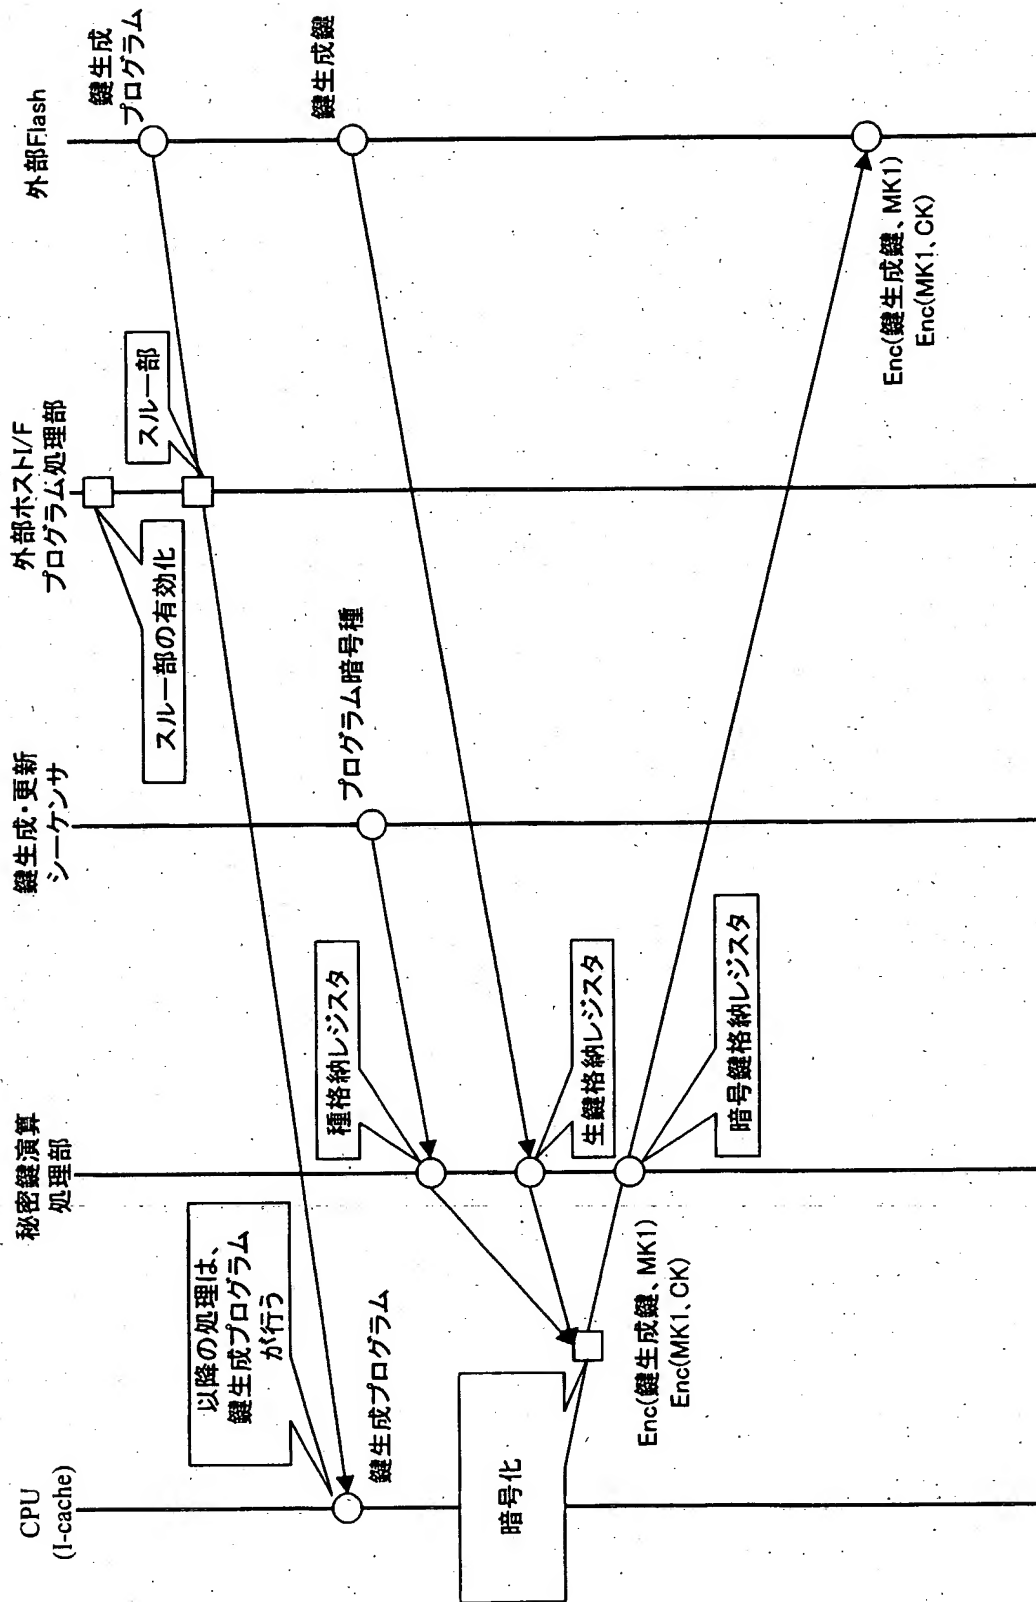 CPU
(I-cache)
秘密鍵演算
処理部
鍵生成・更新
シーケンサ
外部ホストI/F
プログラム処理部
外部Flash
スルー部の有効化
鍵生成
プログラム
スルー部
以降の処理は、
鍵生成プログラム
が行う
鍵生成プログラム
鍵生成鍵
プログラム暗号種
種格納レジスタ
生鍵格納レジスタ
暗号化
暗号鍵格納レジスタ
Enc(鍵生成鍵、MK1)
Enc(MK1、CK)
Enc(鍵生成鍵、MK1)
Enc(MK1、CK)